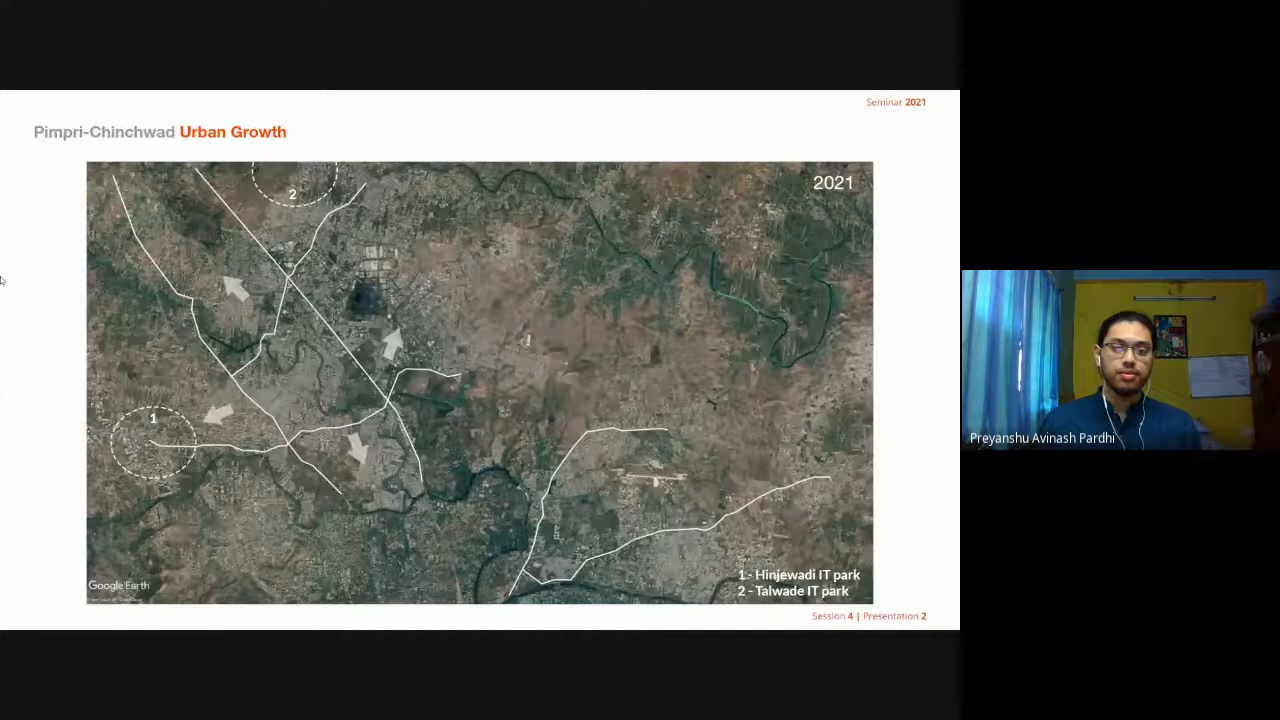 Seminar 2021
Pimpri-Chinchwad Urban Growth
2021
2
1
Preyanshu Avinash Pardhi
1 - Hinjewadi IT park
2 - Talwade IT park
Google Earth
Session 4 | Presentation 2